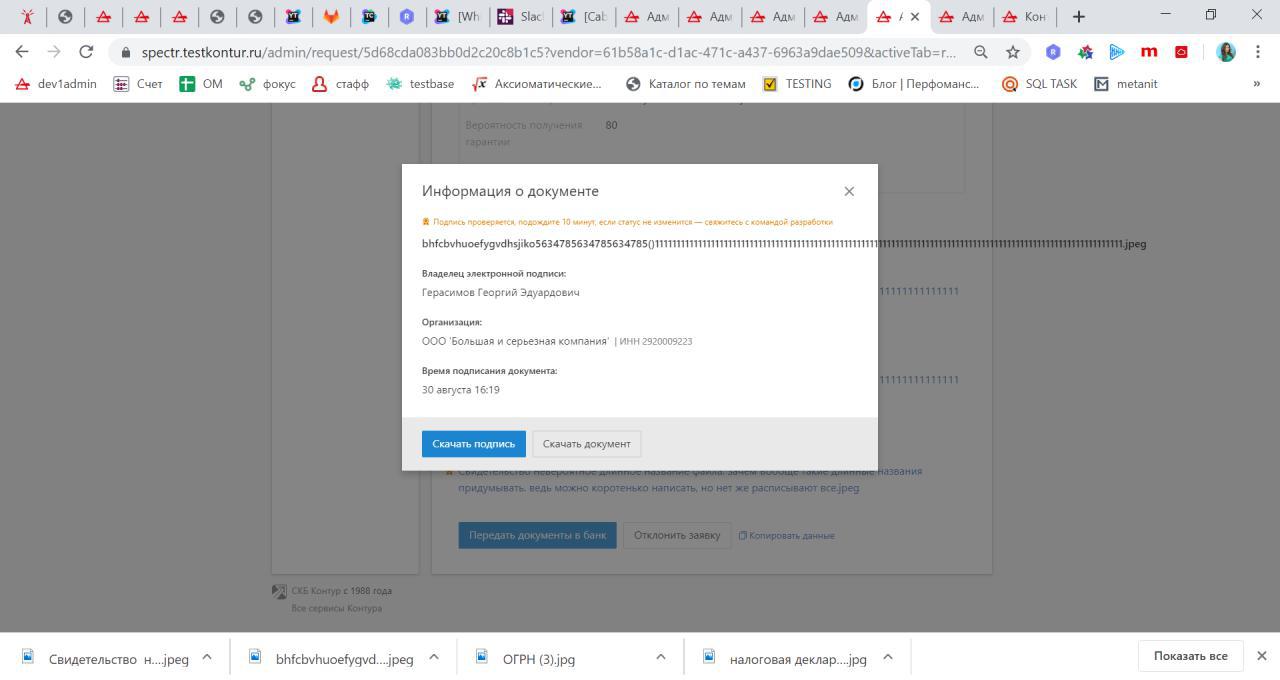 [Wh
Slac
[Cab
Адм
Адм
Адм
Адм
А
Адм
Кон
spectr.testkontur.ru/admin/request/5d68cda083bb0d2c20c8b1c5?vendor=61b58a1c-d1ac-471c-a437-6963a9dae509&activeTab=r...
dev1admin Счет ОМ фокус стафф testbase Аксиоматические... Каталог по темам TESTING Блог | Перфоманс... SQL TASK metanit »
Вероятность получения гарантии 80
Информация о документе
Подпись проверяется, подождите 10 минут, если статус не изменится — свяжитесь с командой разработки
Владелец электронной подписи:
Герасимов Георгий Эдуардович
Организация:
ООО 'Большая и серьезная компания' | ИНН 2920009223
Время подписания документа:
30 августа 16:19
Скачать подпись Скачать документ
Свидетельство невероятное длинное название файла. зачем вообще такие длинные названия
придумывать. ведь можно коротенько написать, но нет же расписывают все.jpeg
Передать документы в банк Отклонить заявку Копировать данные
СКБ Контур с 1988 года
Все сервисы Контура
Свидетельство н....jpeg bhfcbvhuoefygvd....jpeg ОГРН (3).jpg налоговая деклар....jpg Показать все